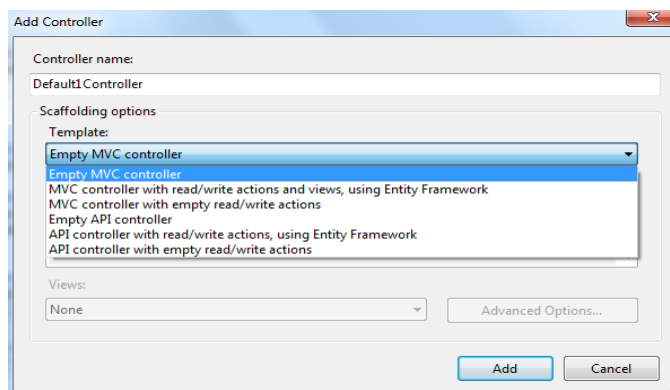 Add Controller
Controller name:
Default1Controller
Scaffolding options
Template:
Empty MVC controller
Empty MVC controller
MVC controller with read/write actions and views, using Entity Framework
MVC controller with empty read/write actions
Empty API controller
API controller with read/write actions, using Entity Framework
API controller with empty read/write actions
Views:
None
Advanced Options...
Add
Cancel